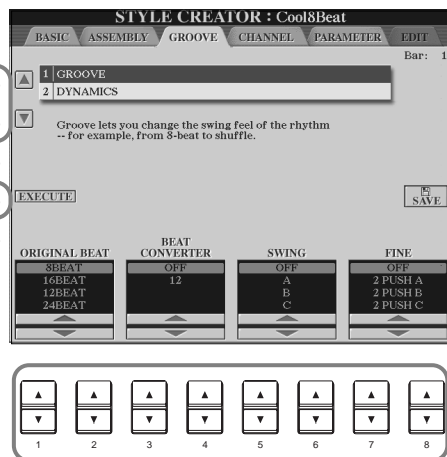 STYLE CREATOR : Cool8Beat
BASIC ASSEMBLY GROOVE CHANNEL PARAMETER EDIT
Bar: 1
1 GROOVE
2 DYNAMICS
Groove lets you change the swing feel of the rhythm
-- for example, from 8-beat to shuffle.
EXECUTE
SAVE
ORIGINAL BEAT
8BEAT
16BEAT
12BEAT
24BEAT
BEAT
CONVERTER
OFF
12
SWING
OFF
A
B
C
FINE
OFF
2 PUSH A
2 PUSH B
2 PUSH C
1 2 3 4 5 6 7 8